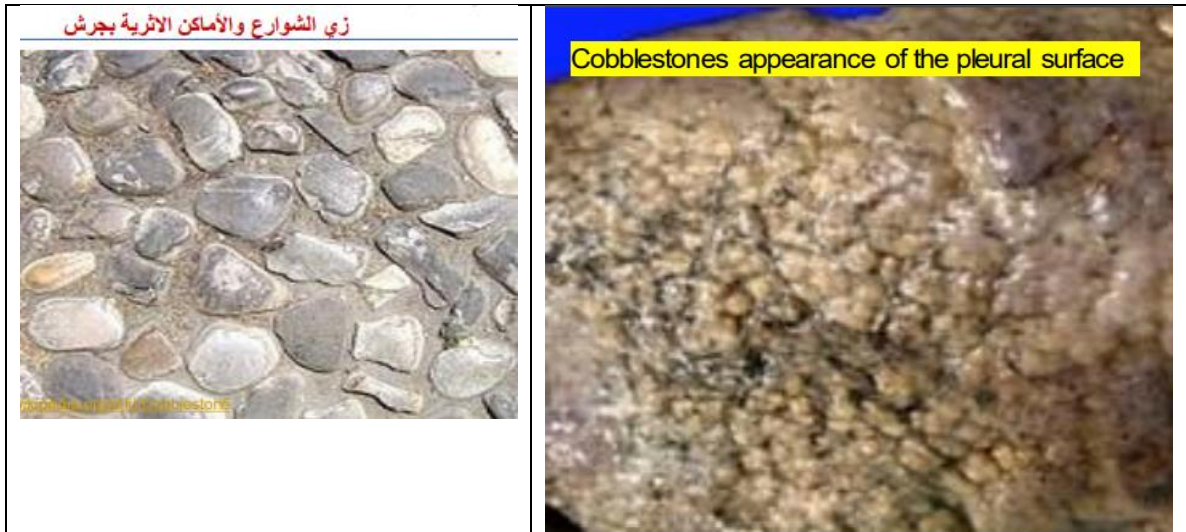 زي الشوارع والأماكن الاثرية بجرش
Cobblestones appearance of the pleural surface